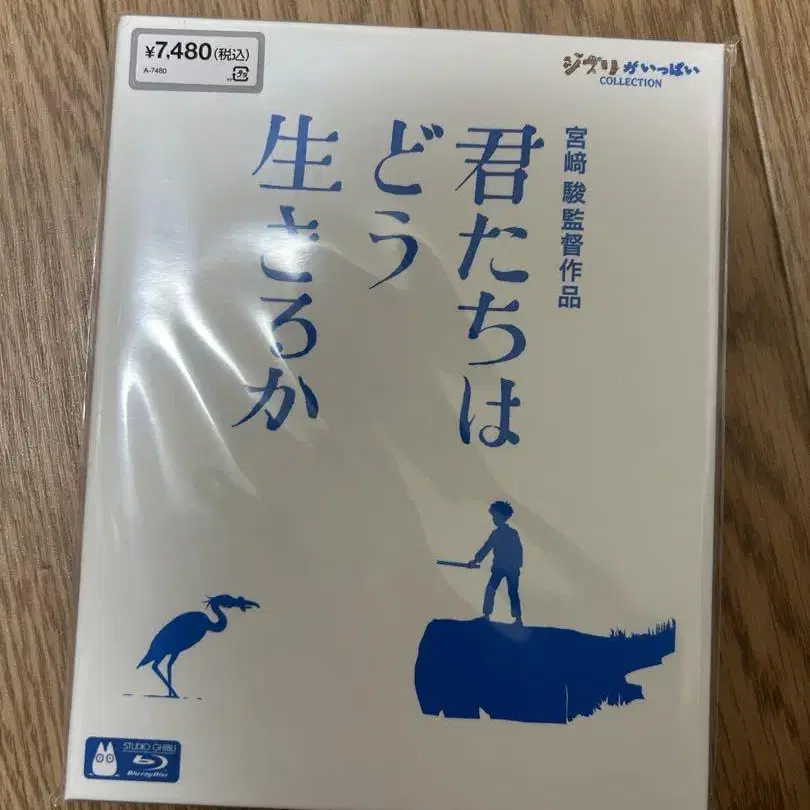 ¥7,480(税込)
A-7480
ジブリがいっぱい
COLLECTION
宮﨑 駿監督作品
君たちは
どう
生きるか
STUDIO GHIBLI
Blu-ray Disc